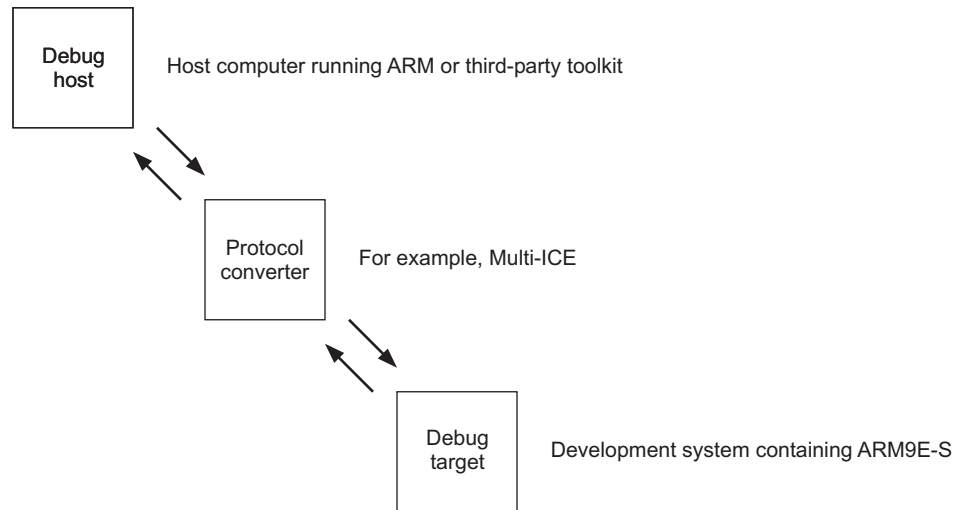 Debug
host
Host computer running ARM or third-party toolkit
Protocol
converter
For example, Multi-ICE
Debug
target
Development system containing ARM9E-S